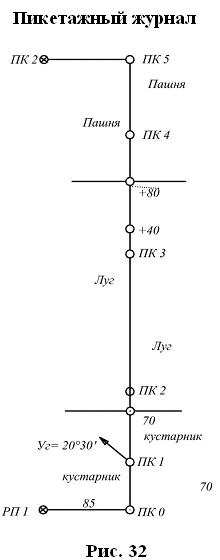 Пикетажный журнал
ПК 2 ПК 5
Пашня
Пашня ПК 4
+80
+40
ПК 3
Луг
Луг
ПК 2
70
кустарник
Уг= 20°30'
ПК 1
кустарник
70
85
РП 1 ПК 0
Рис. 32